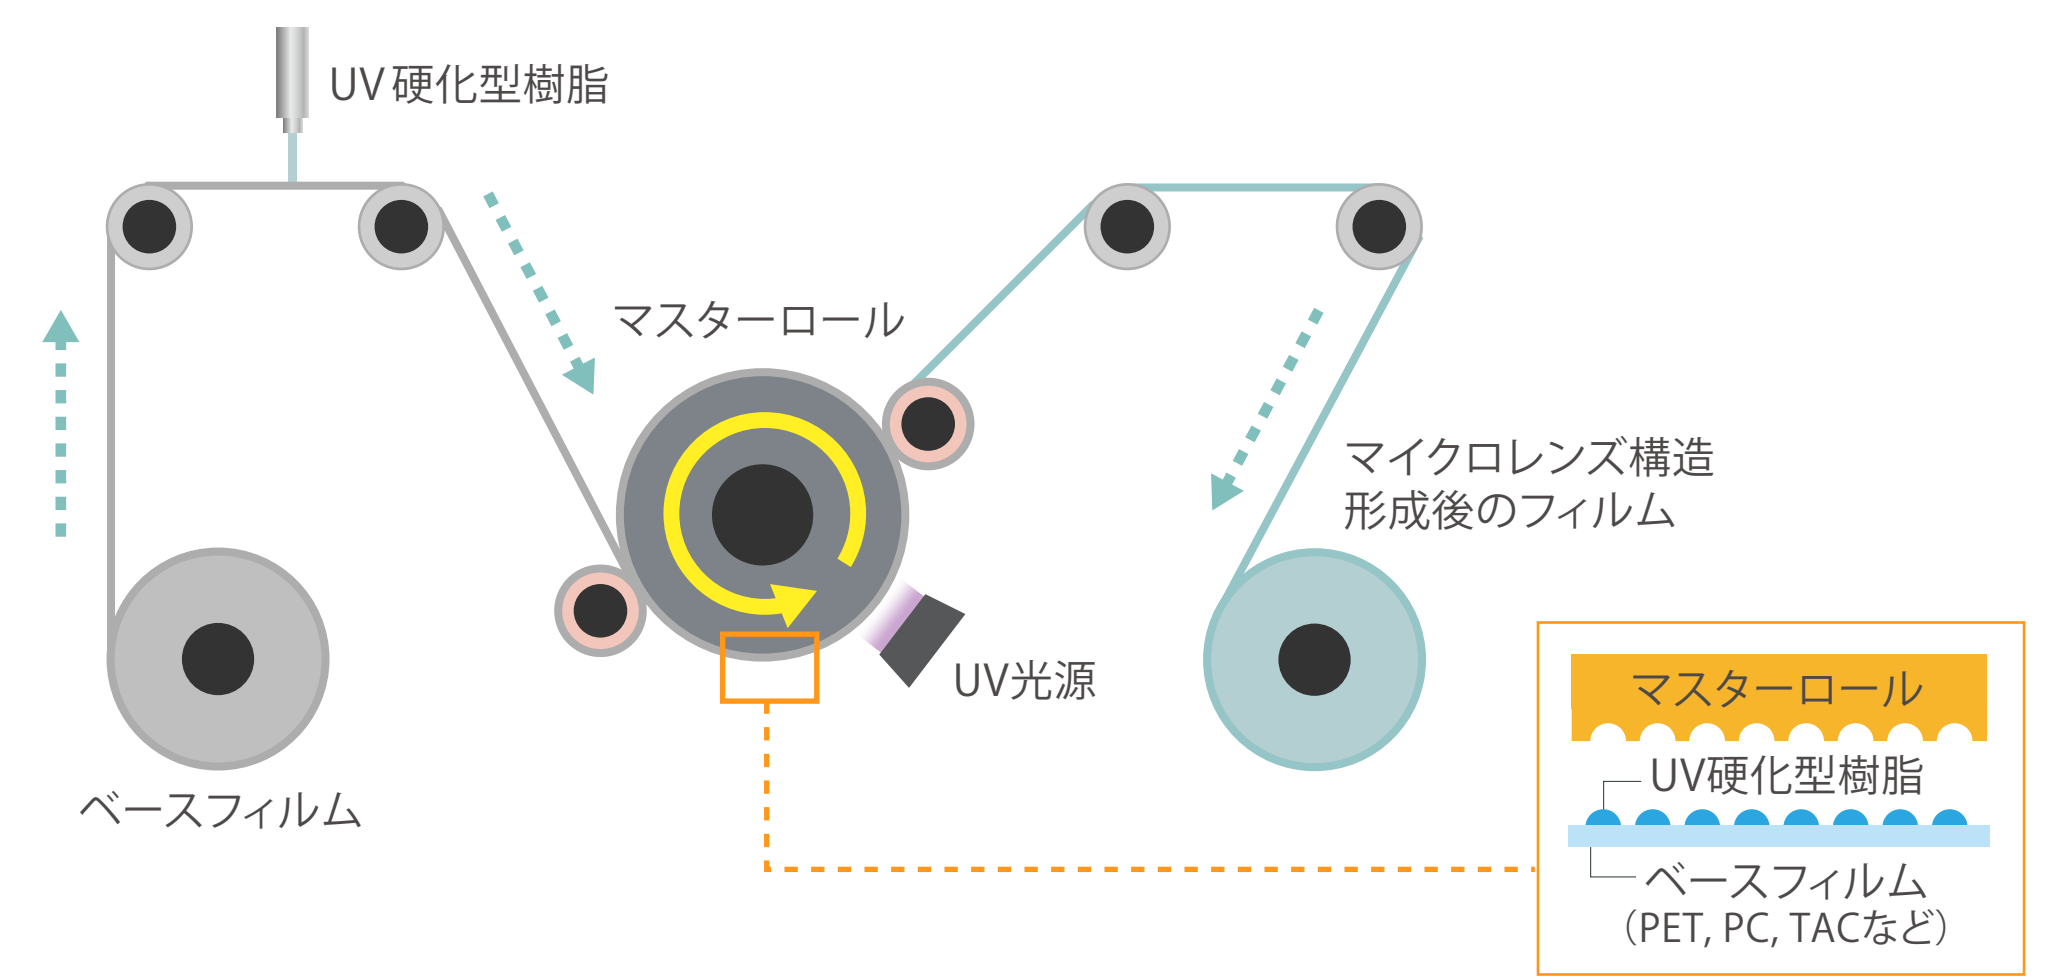 UV硬化型樹脂
マスターロール
マイクロレンズ構造
形成後のフィルム
UV光源
ベースフィルム
マスターロール
UV硬化型樹脂
ベースフィルム
（PET, PC, TACなど）